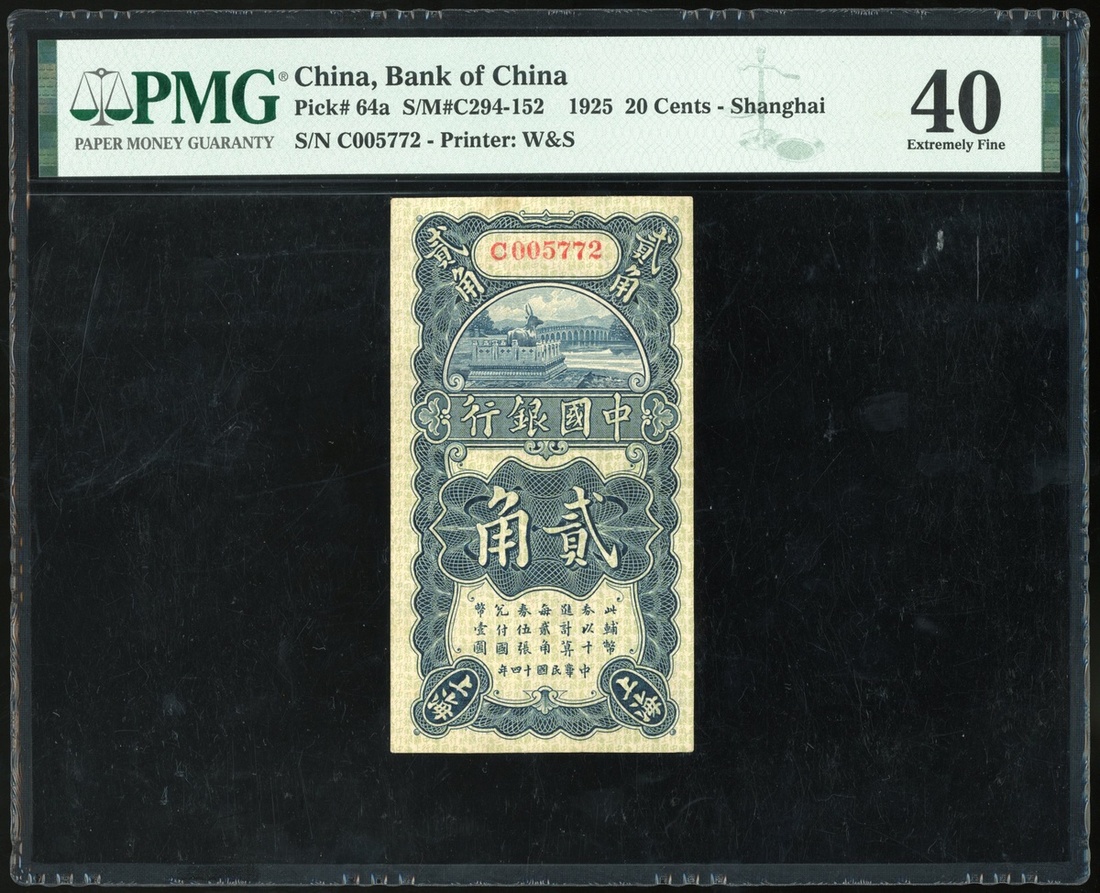 PMG®
PAPER MONEY GUARANTY
China, Bank of China
Pick# 64a S/M#C294-152 1925 20 Cents - Shanghai
S/N C005772 - Printer: W&S
40
Extremely Fine
貳角
C005772
貳角
中國銀行
貳角
此輔幣
券以十
進計算
每貳角
券伍張
兌付國
幣壹圓
中華民國十四年
上海
上海